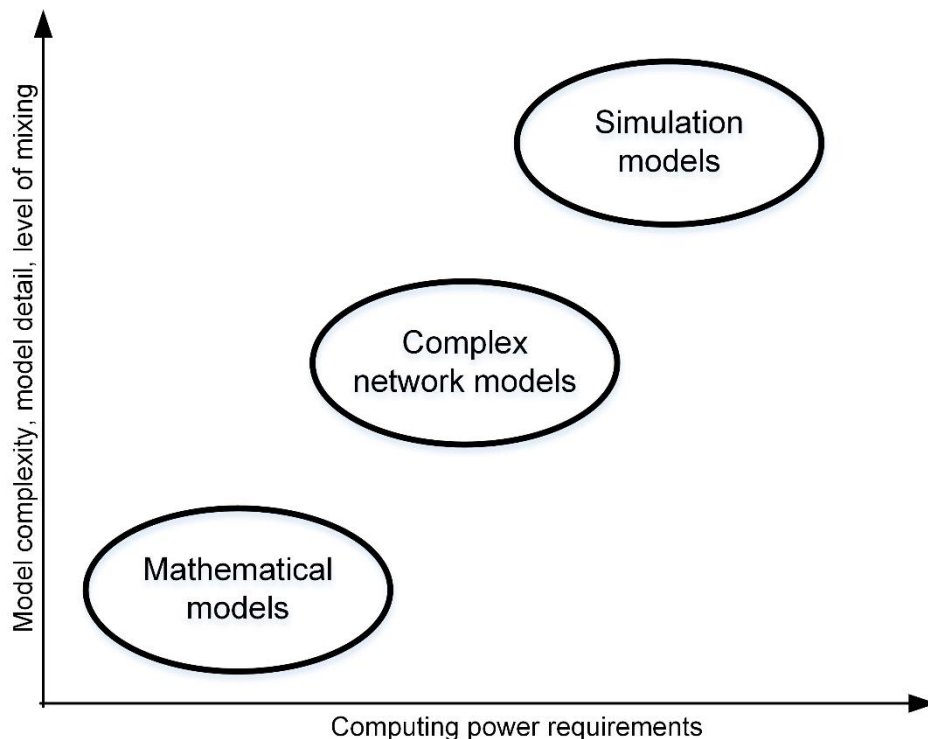 Model complexity, model detail, level of mixing
Simulation
models
Complex
network models
Mathematical
models
Computing power requirements